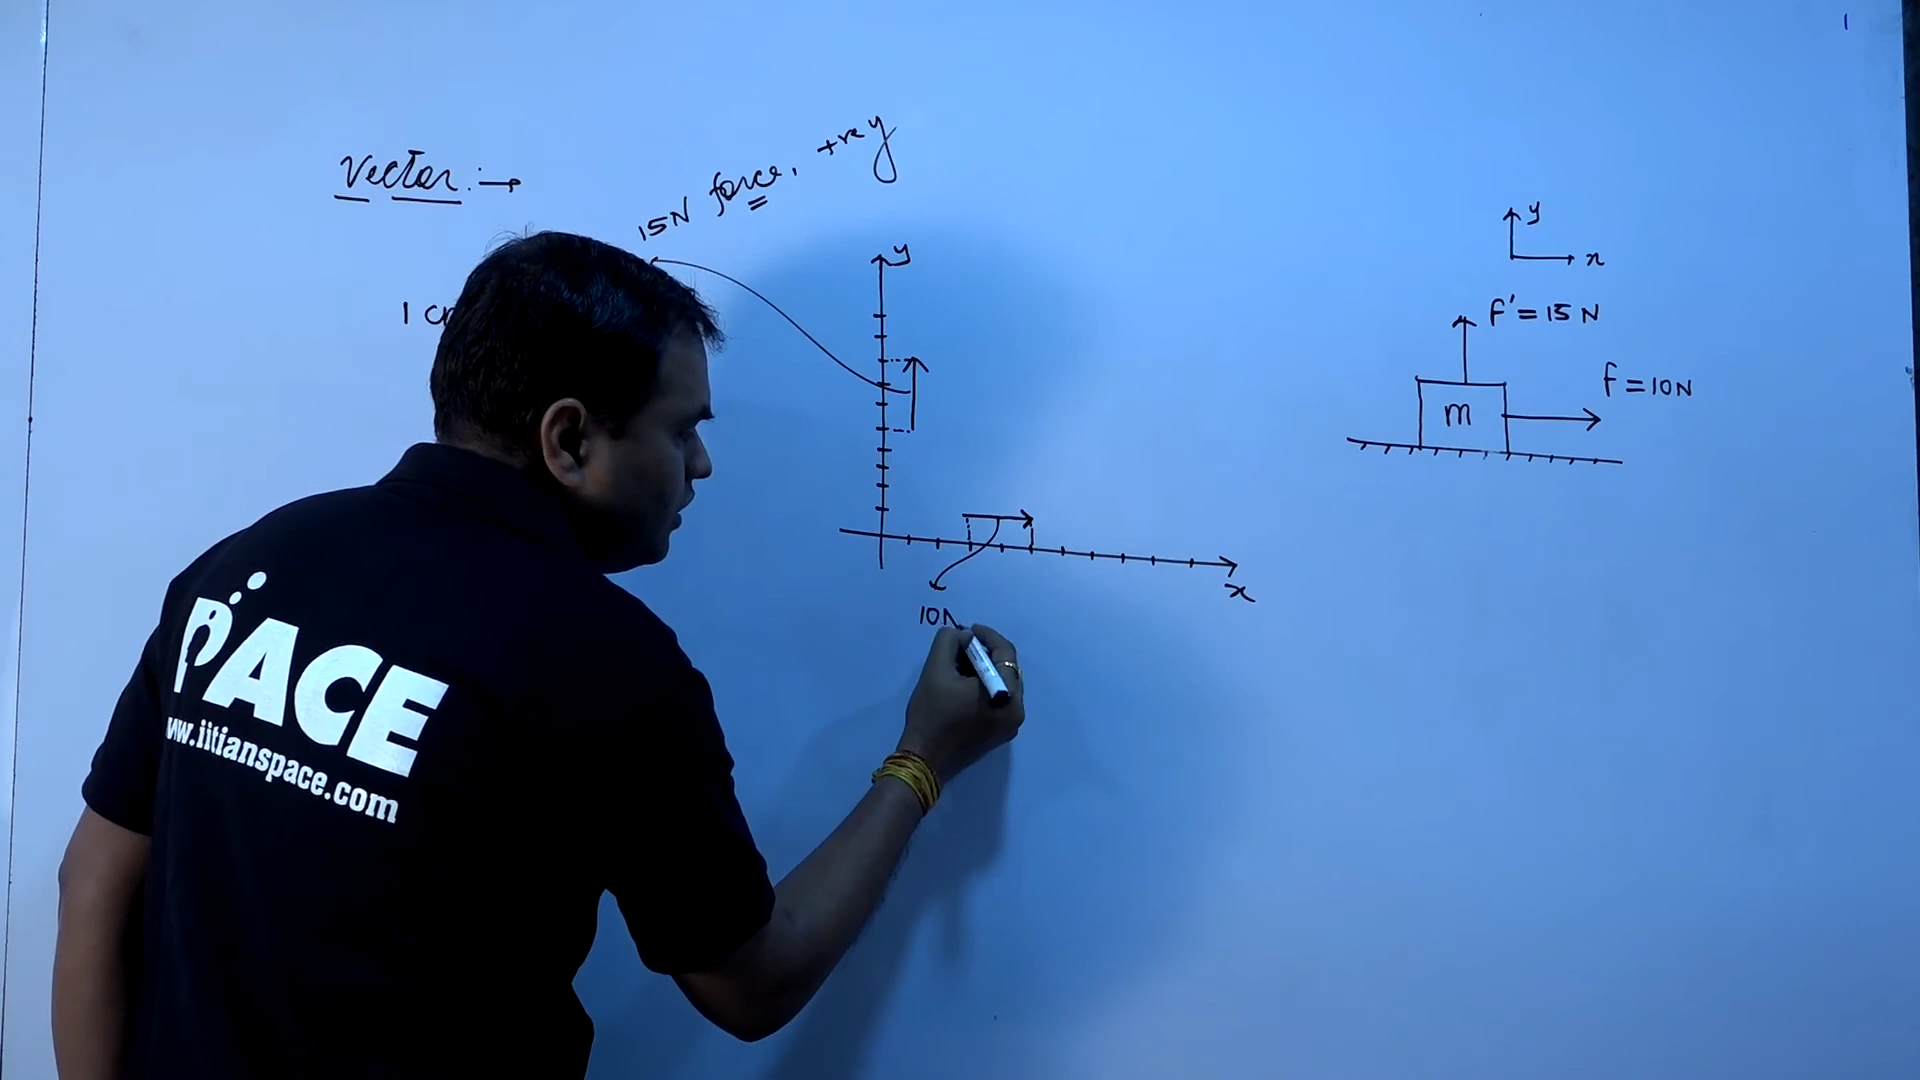 Vector :→
15N force, +ve y
1 c
y
x
10N
y
x
f' = 15 N
f = 10N
m
PACE
www.iitianspace.com